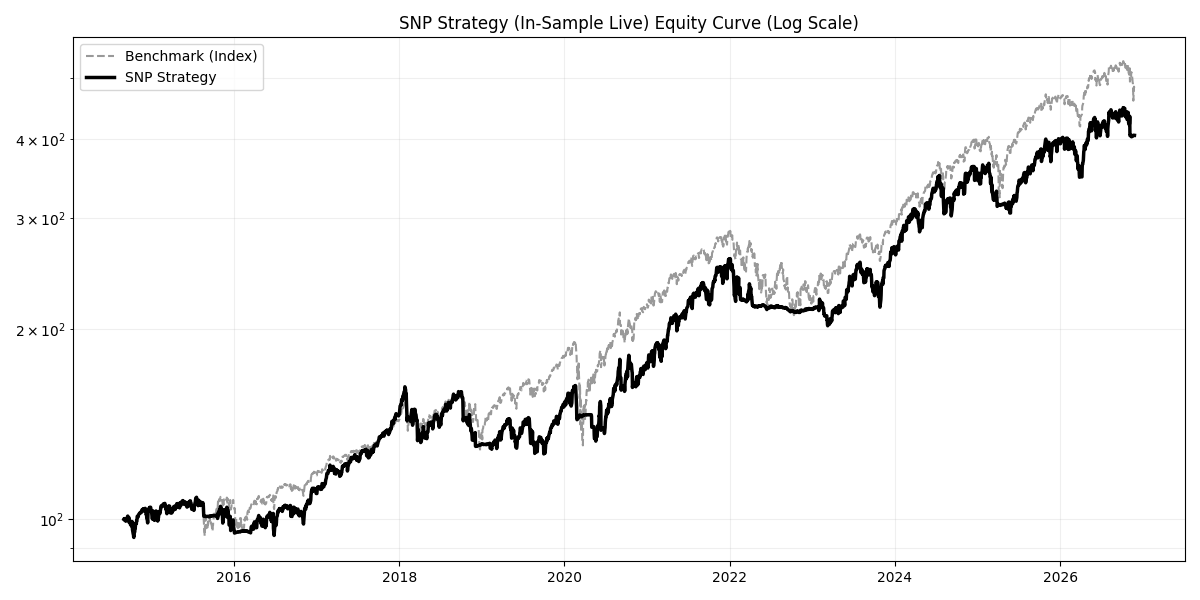 SNP Strategy (In-Sample Live) Equity Curve (Log Scale)
Benchmark (Index)
SNP Strategy
4 × 10²
3 × 10²
2 × 10²
10²
2016 2018 2020 2022 2024 2026